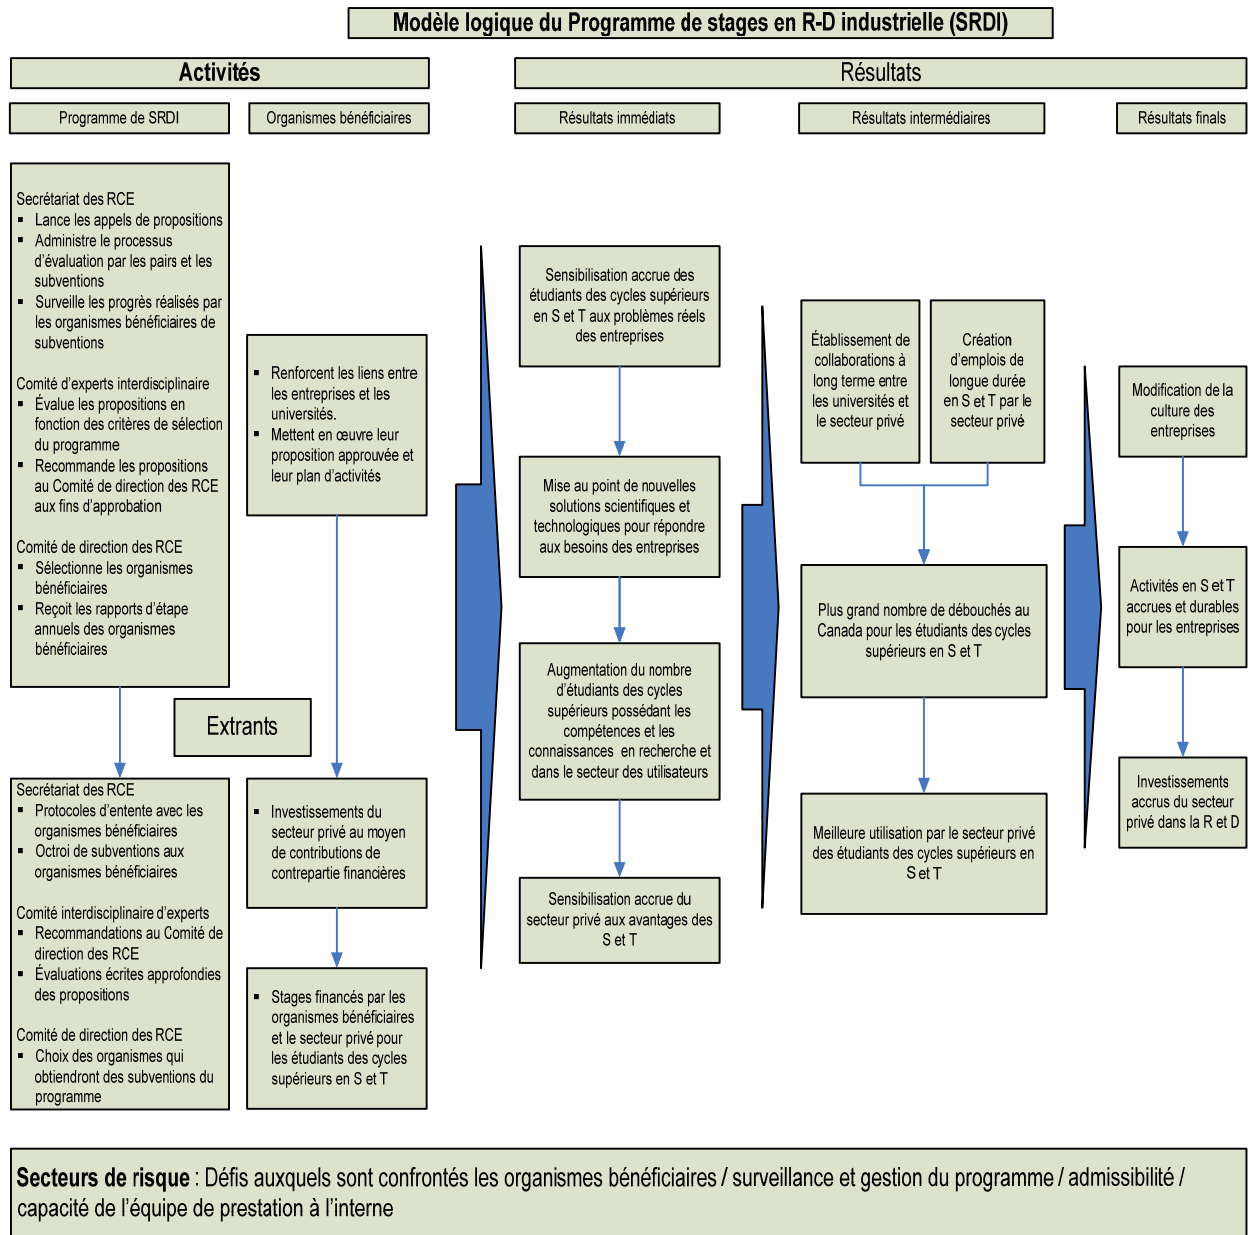 Modèle logique du Programme de stages en R-D industrielle (SRDI)
Activités
Résultats
Programme de SRDI
Organismes bénéficiaires
Résultats immédiats
Résultats intermédiaires
Résultats finals
Secrétariat des RCE
▪ Lance les appels de propositions
▪ Administre le processus
d'évaluation par les pairs et les
subventions
▪ Surveille les progrès réalisés par
les organismes bénéficiaires de
subventions
Comité d'experts interdisciplinaire
▪ Évalue les propositions en
fonction des critères de sélection
du programme
▪ Recommande les propositions
au Comité de direction des RCE
aux fins d'approbation
Comité de direction des RCE
▪ Sélectionne les organismes
bénéficiaires
▪ Reçoit les rapports d'étape
annuels des organismes
bénéficiaires
▪ Renforcent les liens entre
les entreprises et les
universités.
▪ Mettent en œuvre leur
proposition approuvée et
leur plan d'activités
Extrants
Secrétariat des RCE
▪ Protocoles d'entente avec les
organismes bénéficiaires
▪ Octroi de subventions aux
organismes bénéficiaires
Comité interdisciplinaire d'experts
▪ Recommandations au Comité de
direction des RCE
▪ Évaluations écrites approfondies
des propositions
Comité de direction des RCE
▪ Choix des organismes qui
obtiendront des subventions du
programme
▪ Investissements du
secteur privé au moyen
de contributions de
contrepartie financières
▪ Stages financés par les
organismes bénéficiaires
et le secteur privé pour
les étudiants des cycles
supérieurs en S et T
Sensibilisation accrue des
étudiants des cycles supérieurs
en S et T aux problèmes réels
des entreprises
Mise au point de nouvelles
solutions scientifiques et
technologiques pour répondre
aux besoins des entreprises
Augmentation du nombre
d'étudiants des cycles
supérieurs possédant les
compétences et les
connaissances en recherche et
dans le secteur des utilisateurs
Sensibilisation accrue du
secteur privé aux avantages des
S et T
Établissement de
collaborations à
long terme entre
les universités et
le secteur privé
Création
d'emplois de
longue durée
en S et T par le
secteur privé
Plus grand nombre de débouchés au
Canada pour les étudiants des cycles
supérieurs en S et T
Meilleure utilisation par le secteur privé
des étudiants des cycles supérieurs en
S et T
Modification de la
culture des
entreprises
Activités en S et T
accrues et durables
pour les entreprises
Investissements
accrus du secteur
privé dans la R et D
Secteurs de risque : Défis auxquels sont confrontés les organismes bénéficiaires / surveillance et gestion du programme / admissibilité /
capacité de l'équipe de prestation à l'interne